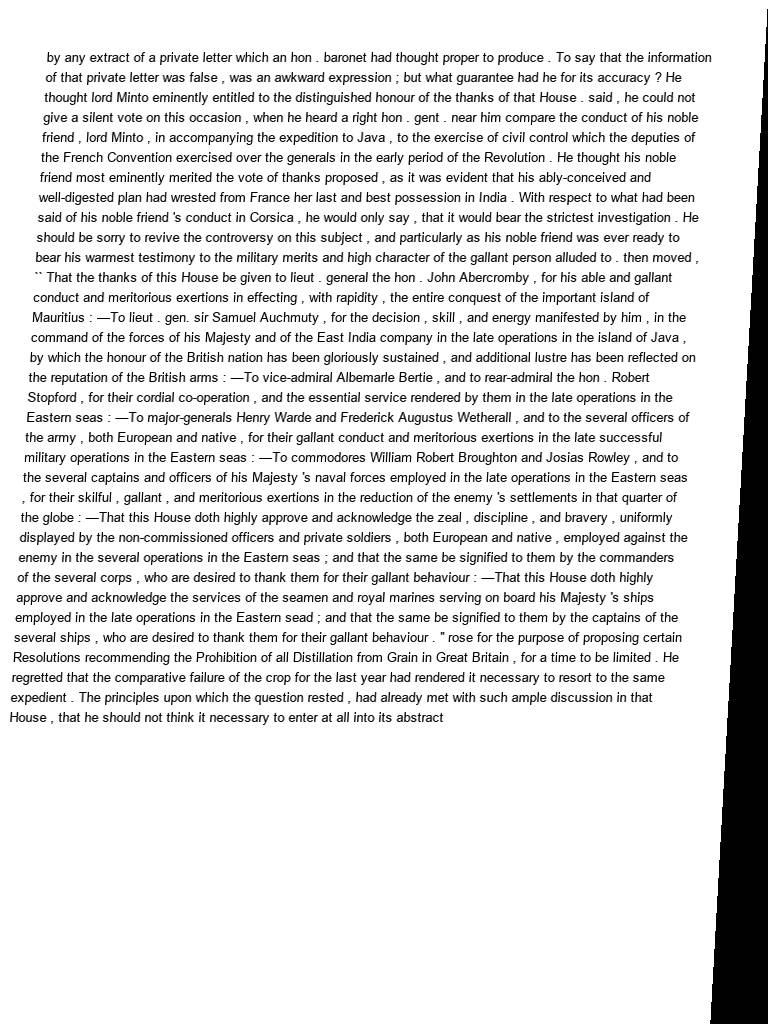 by any extract of a private letter which an hon . baronet had thought proper to produce . To say that the information
of that private letter was false , was an awkward expression ; but what guarantee had he for its accuracy ? He
thought lord Minto eminently entitled to the distinguished honour of the thanks of that House . said , he could not
give a silent vote on this occasion , when he heard a right hon . gent . near him compare the conduct of his noble
friend , lord Minto , in accompanying the expedition to Java , to the exercise of civil control which the deputies of
the French Convention exercised over the generals in the early period of the Revolution . He thought his noble
friend most eminently merited the vote of thanks proposed , as it was evident that his ably-conceived and
well-digested plan had wrested from France her last and best possession in India . With respect to what had been
said of his noble friend 's conduct in Corsica , he would only say , that it would bear the strictest investigation . He
should be sorry to revive the controversy on this subject , and particularly as his noble friend was ever ready to
bear his warmest testimony to the military merits and high character of the gallant person alluded to . then moved ,
`` That the thanks of this House be given to lieut . general the hon . John Abercromby , for his able and gallant
conduct and meritorious exertions in effecting , with rapidity , the entire conquest of the important island of
Mauritius : —To lieut . gen. sir Samuel Auchmuty , for the decision , skill , and energy manifested by him , in the
command of the forces of his Majesty and of the East India company in the late operations in the island of Java ,
by which the honour of the British nation has been gloriously sustained , and additional lustre has been reflected on
the reputation of the British arms : —To vice-admiral Albemarle Bertie , and to rear-admiral the hon . Robert
Stopford , for their cordial co-operation , and the essential service rendered by them in the late operations in the
Eastern seas : —To major-generals Henry Warde and Frederick Augustus Wetherall , and to the several officers of
the army , both European and native , for their gallant conduct and meritorious exertions in the late successful
military operations in the Eastern seas : —To commodores William Robert Broughton and Josias Rowley , and to
the several captains and officers of his Majesty 's naval forces employed in the late operations in the Eastern seas
, for their skilful , gallant , and meritorious exertions in the reduction of the enemy 's settlements in that quarter of
the globe : —That this House doth highly approve and acknowledge the zeal , discipline , and bravery , uniformly
displayed by the non-commissioned officers and private soldiers , both European and native , employed against the
enemy in the several operations in the Eastern seas ; and that the same be signified to them by the commanders
of the several corps , who are desired to thank them for their gallant behaviour : —That this House doth highly
approve and acknowledge the services of the seamen and royal marines serving on board his Majesty 's ships
employed in the late operations in the Eastern sead ; and that the same be signified to them by the captains of the
several ships , who are desired to thank them for their gallant behaviour . " rose for the purpose of proposing certain
Resolutions recommending the Prohibition of all Distillation from Grain in Great Britain , for a time to be limited . He
regretted that the comparative failure of the crop for the last year had rendered it necessary to resort to the same
expedient . The principles upon which the question rested , had already met with such ample discussion in that
House , that he should not think it necessary to enter at all into its abstract